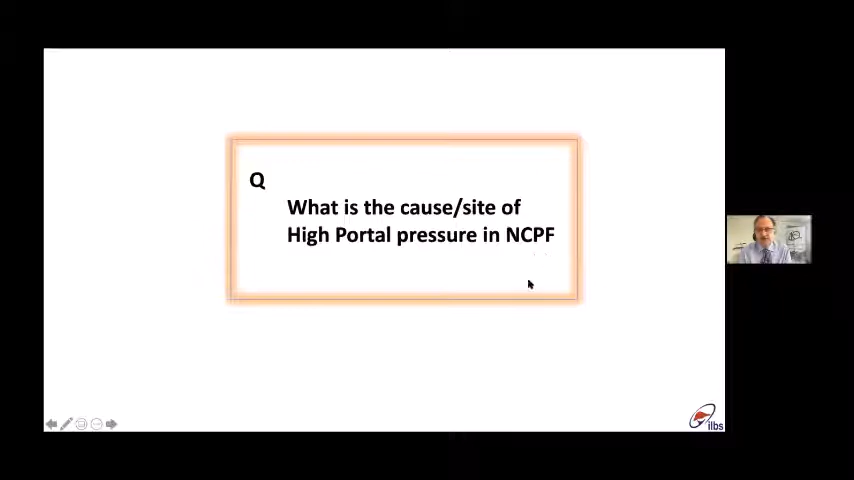 Q
What is the cause/site of
High Portal pressure in NCPF
ilbs